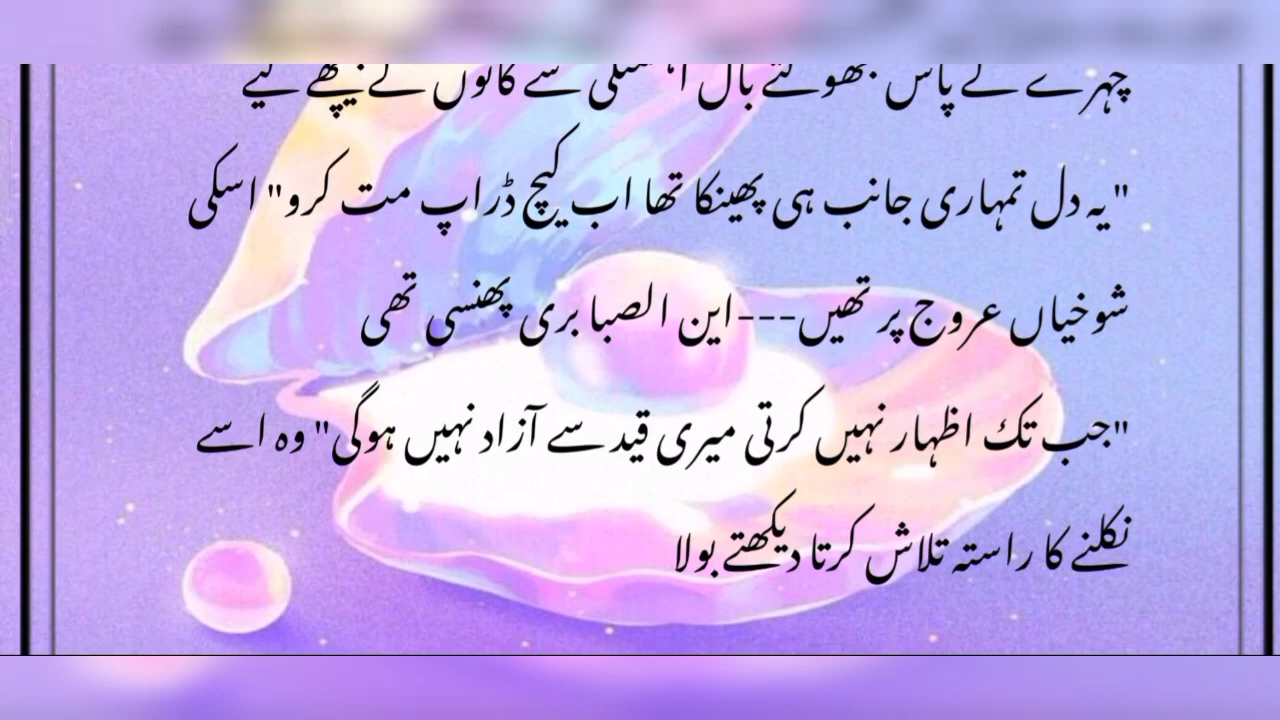 چہرے کے پاس جھولتے بال آہستگی سے کانوں کے پیچھے کیے
"یہ دل تمہاری جانب ہی پھینکا تھا اب کیچ ڈراپ مت کرو" اسکی
شوخیاں عروج پر تھیں---این الصبا بری پھنسی تھی
"جب تک اظہار نہیں کرتی میری قید سے آزاد نہیں ہوگی" وہ اسے
نکلنے کا راستہ تلاش کرتا دیکھتے بولا